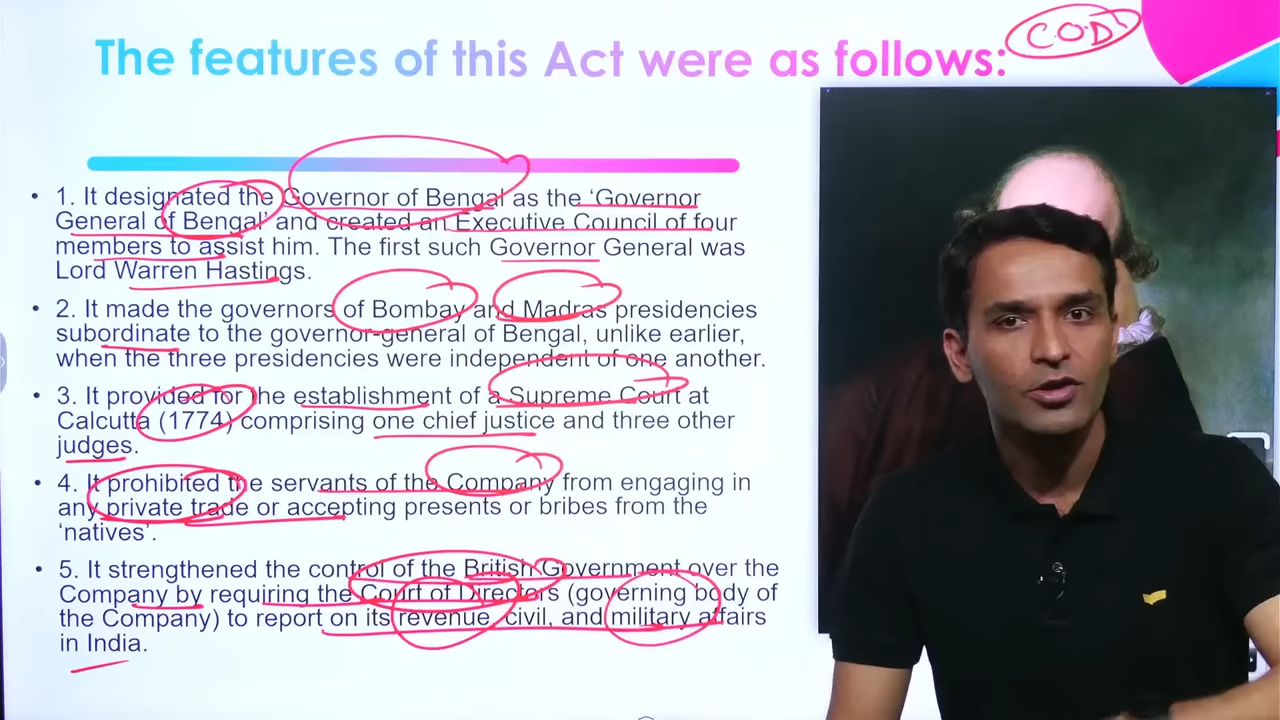 The features of this Act were as follows:
C.O.D
• 1. It designated the Governor of Bengal as the ‘Governor
General of Bengal’ and created an Executive Council of four
members to assist him. The first such Governor General was
Lord Warren Hastings.
• 2. It made the governors of Bombay and Madras presidencies
subordinate to the governor-general of Bengal, unlike earlier,
when the three presidencies were independent of one another.
• 3. It provided for the establishment of a Supreme Court at
Calcutta (1774) comprising one chief justice and three other
judges.
• 4. It prohibited the servants of the Company from engaging in
any private trade or accepting presents or bribes from the
‘natives’.
• 5. It strengthened the control of the British Government over the
Company by requiring the Court of Directors (governing body of
the Company) to report on its revenue, civil, and military affairs
in India.